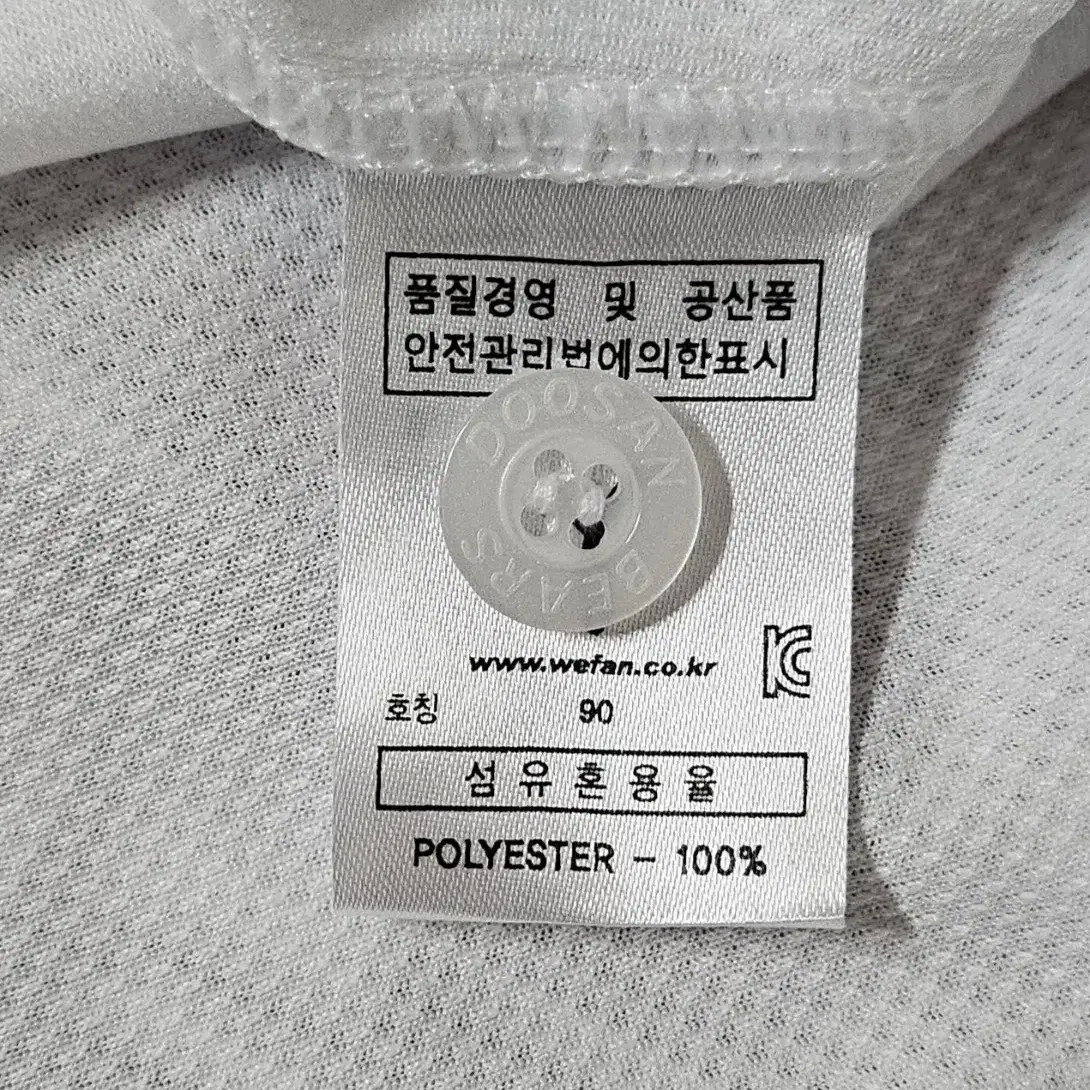 품질경영 및 공산품
안전관리법에의한표시
DOOSAN
BEARS
www.wefan.co.kr
호칭 90
섬유혼용율
POLYESTER - 100%